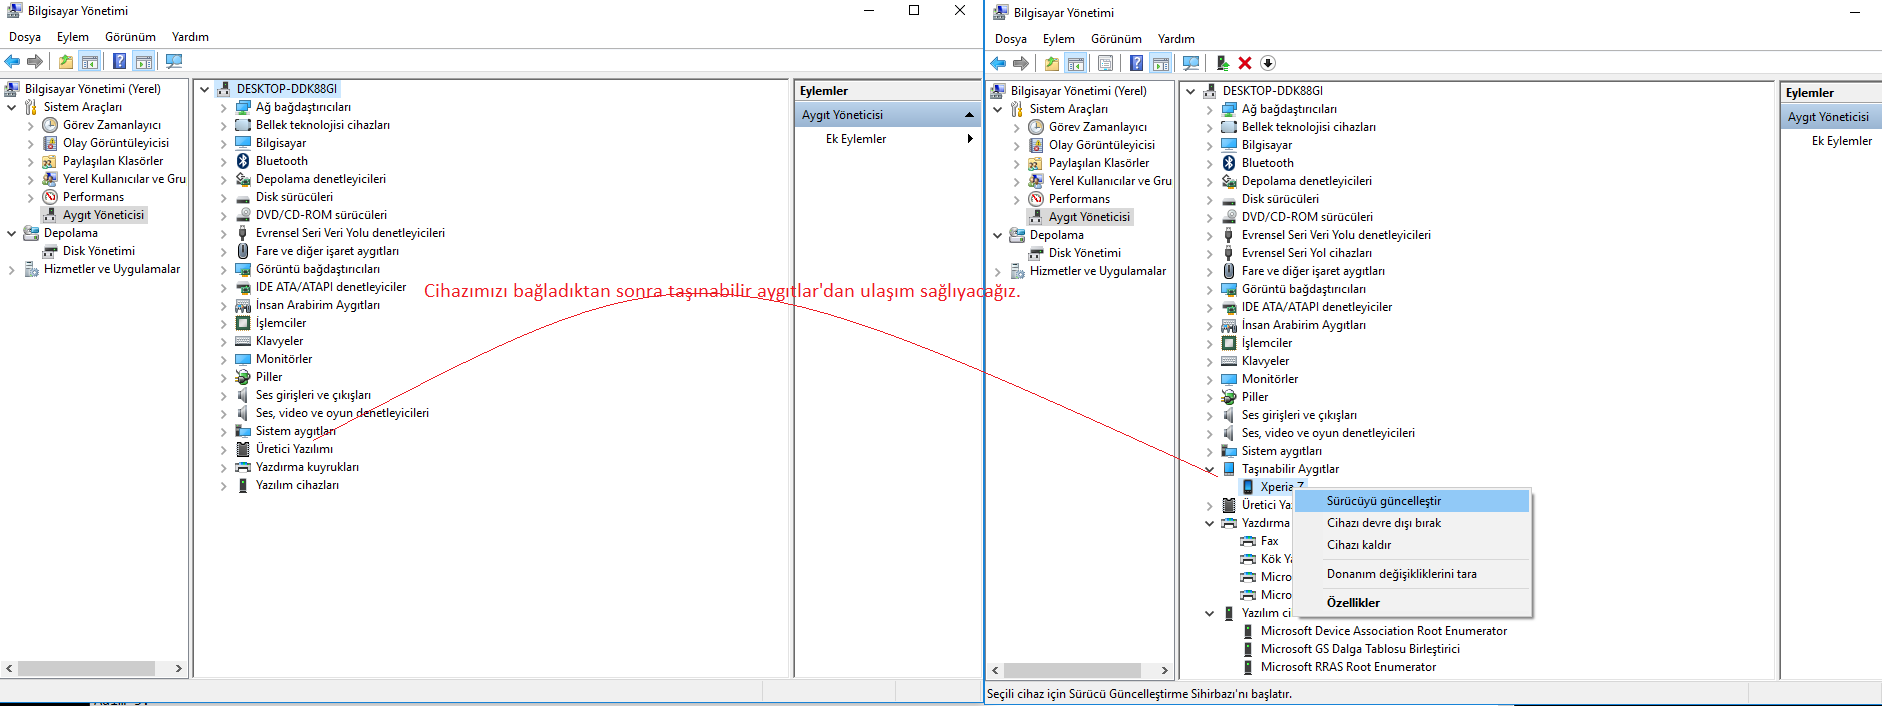 Bilgisayar Yönetimi
Dosya Eylem Görünüm Yardım
Bilgisayar Yönetimi (Yerel)
Sistem Araçları
Görev Zamanlayıcı
Olay Görüntüleyicisi
Paylaşılan Klasörler
Yerel Kullanıcılar ve Gru
Performans
Aygıt Yöneticisi
Depolama
Disk Yönetimi
Hizmetler ve Uygulamalar
DESKTOP-DDK88GI
Ağ bağdaştırıcıları
Bellek teknolojisi cihazları
Bilgisayar
Bluetooth
Depolama denetleyicileri
Disk sürücüleri
DVD/CD-ROM sürücüleri
Evrensel Seri Veri Yolu denetleyicileri
Fare ve diğer işaret aygıtları
Görüntü bağdaştırıcıları
IDE ATA/ATAPI denetleyiciler
İnsan Arabirim Aygıtları
İşlemciler
Klavyeler
Monitörler
Piller
Ses girişleri ve çıkışları
Ses, video ve oyun denetleyicileri
Sistem aygıtları
Üretici Yazılımı
Yazdırma kuyrukları
Yazılım cihazları
Eylemler
Aygıt Yöneticisi
Ek Eylemler
Cihazımızı bağladıktan sonra taşınabilir aygıtlar'dan ulaşım sağlıyacağız.
Bilgisayar Yönetimi
Dosya Eylem Görünüm Yardım
Bilgisayar Yönetimi (Yerel)
Sistem Araçları
Görev Zamanlayıcı
Olay Görüntüleyicisi
Paylaşılan Klasörler
Yerel Kullanıcılar ve Gru
Performans
Aygıt Yöneticisi
Depolama
Disk Yönetimi
Hizmetler ve Uygulamalar
DESKTOP-DDK88GI
Ağ bağdaştırıcıları
Bellek teknolojisi cihazları
Bilgisayar
Bluetooth
Depolama denetleyicileri
Disk sürücüleri
DVD/CD-ROM sürücüleri
Evrensel Seri Veri Yolu denetleyicileri
Evrensel Seri Yol cihazları
Fare ve diğer işaret aygıtları
Görüntü bağdaştırıcıları
IDE ATA/ATAPI denetleyiciler
İnsan Arabirim Aygıtları
İşlemciler
Klavyeler
Monitörler
Piller
Ses girişleri ve çıkışları
Ses, video ve oyun denetleyicileri
Sistem aygıtları
Taşınabilir Aygıtlar
Xperia Z
Üretici Ya
Yazdırma
Fax
Kök Ya
Micro
Micro
Yazılım ci
Microsoft Device Association Root Enumerator
Microsoft GS Dalga Tablosu Birleştirici
Microsoft RRAS Root Enumerator
Sürücüyü güncelleştir
Cihazı devre dışı bırak
Cihazı kaldır
Donanım değişikliklerini tara
Özellikler
Eylemler
Aygıt Yöneticisi
Ek Eylemler
Seçili cihaz için Sürücü Güncelleştirme Sihirbazı'nı başlatır.